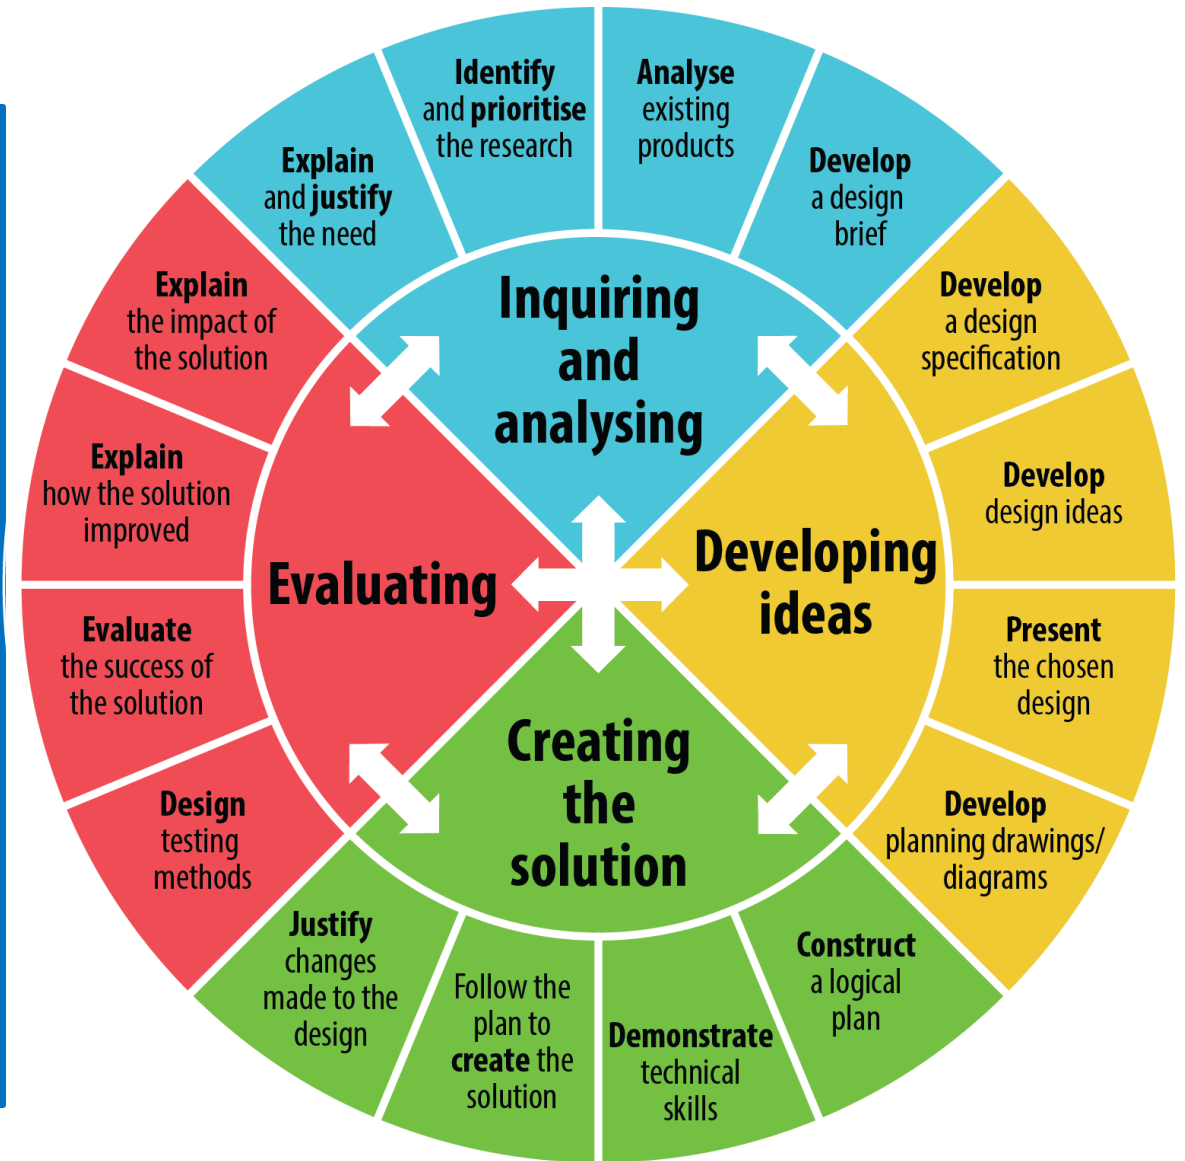 Inquiring
and
analysing
Explain
and justify
the need
Identify
and prioritise
the research
Analyse
existing
products
Develop
a design
brief
Developing
ideas
Develop
a design
specification
Develop
design ideas
Present
the chosen
design
Develop
planning drawings/
diagrams
Creating
the
solution
Construct
a logical
plan
Demonstrate
technical
skills
Follow the
plan to
create the
solution
Justify
changes
made to the
design
Evaluating
Design
testing
methods
Evaluate
the success of
the solution
Explain
how the solution
improved
Explain
the impact of
the solution